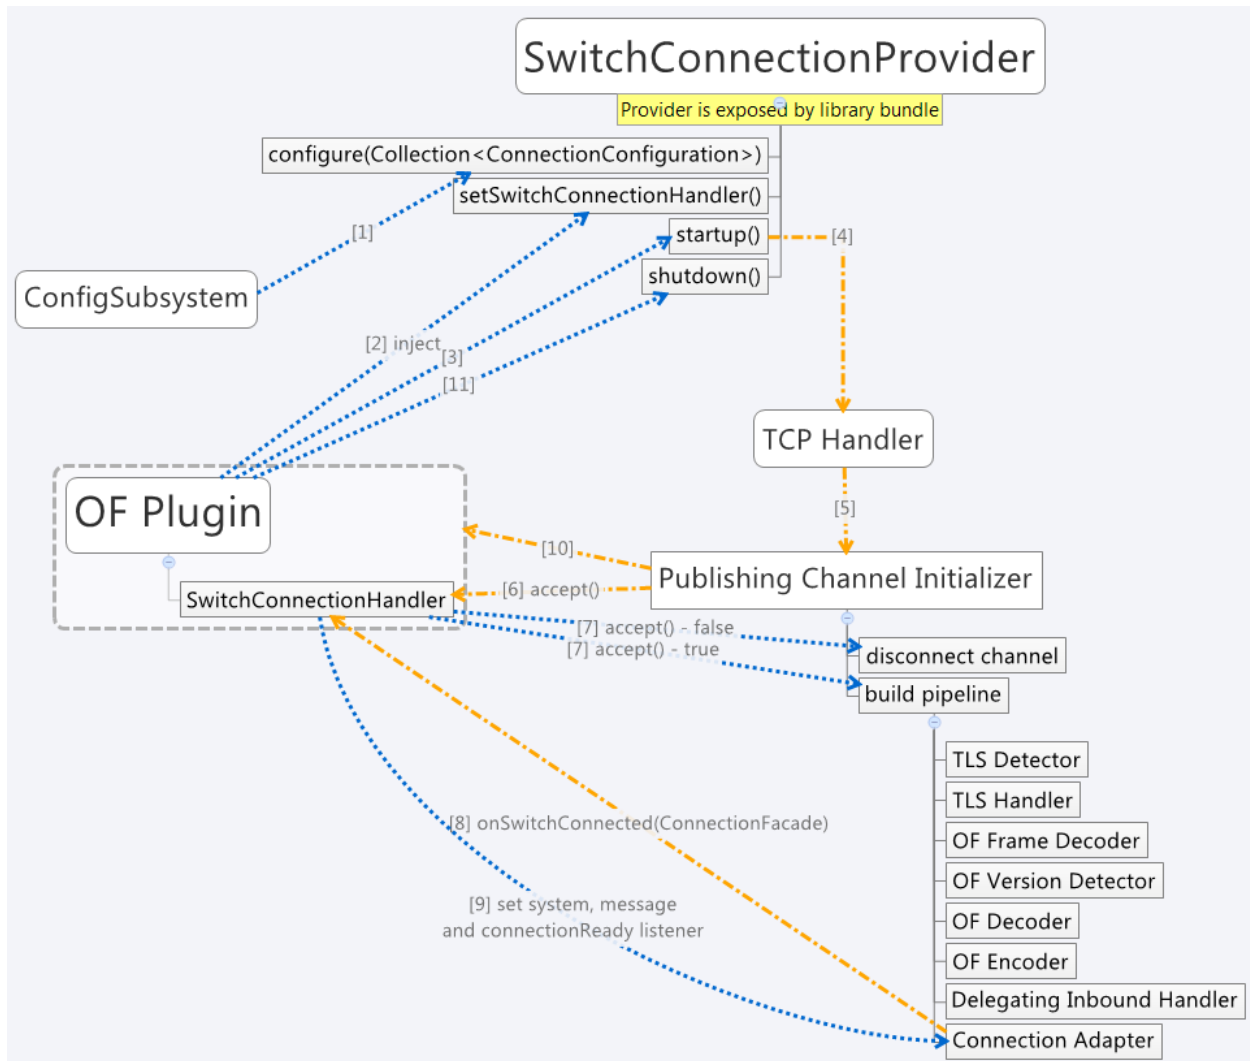 SwitchConnectionProvider
Provider is exposed by library bundle
configure(Collection<ConnectionConfiguration>)
setSwitchConnectionHandler()
[1]
startup()
[4]
shutdown()
ConfigSubsystem
[2] inject
[3]
[11]
TCP Handler
OF Plugin
[5]
[10]
Publishing Channel Initializer
[6] accept()
SwitchConnectionHandler
[7] accept() - false
[7] accept() - true
disconnect channel
build pipeline
TLS Detector
TLS Handler
[8] onSwitchConnected(ConnectionFacade)
OF Frame Decoder
OF Version Detector
[9] set system, message
and connectionReady listener
OF Decoder
OF Encoder
Delegating Inbound Handler
Connection Adapter